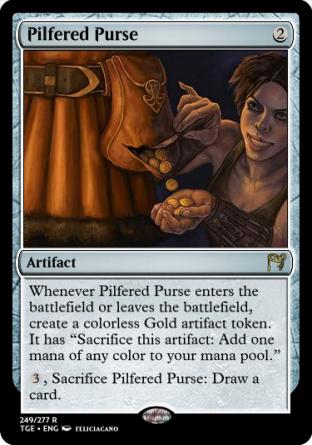 Pilfered Purse 2
Artifact
Whenever Pilfered Purse enters the
battlefield or leaves the battlefield,
create a colorless Gold artifact token.
It has “Sacrifice this artifact: Add one
mana of any color to your mana pool.”
3 , Sacrifice Pilfered Purse: Draw a
card.
249/277 R
TGE • ENG FELICIACANO